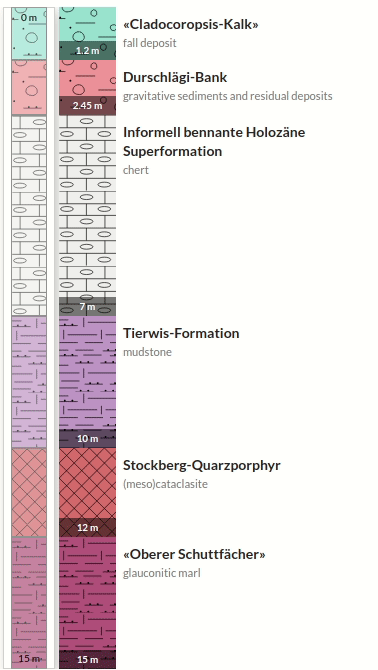 0 m
«Cladocoropsis-Kalk»
fall deposit
1.2 m
Durschlägi-Bank
gravitative sediments and residual deposits
2.45 m
Informell bennante Holozäne
Superformation
chert
7 m
Tierwis-Formation
mudstone
10 m
Stockberg-Quarzporphyr
(meso)cataclasite
12 m
«Oberer Schuttfächer»
glauconitic marl
15 m
15 m